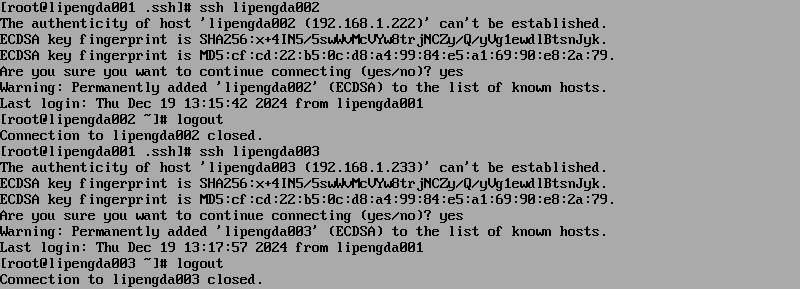 [root@lipengda001 .ssh]# ssh lipengda002
The authenticity of host 'lipengda002 (192.168.1.222)' can't be established.
ECDSA key fingerprint is SHA256:x+4IN5/5swWvMcVYw8trjNCZy/Q/yVg1ewdlBtsnJyk.
ECDSA key fingerprint is MD5:cf:cd:22:b5:0c:d8:a4:99:84:e5:a1:69:90:e8:2a:79.
Are you sure you want to continue connecting (yes/no)? yes
Warning: Permanently added 'lipengda002' (ECDSA) to the list of known hosts.
Last login: Thu Dec 19 13:15:42 2024 from lipengda001
[root@lipengda002 ~]# logout
Connection to lipengda002 closed.
[root@lipengda001 .ssh]# ssh lipengda003
The authenticity of host 'lipengda003 (192.168.1.233)' can't be established.
ECDSA key fingerprint is SHA256:x+4IN5/5swWvMcVYw8trjNCZy/Q/yVg1ewdlBtsnJyk.
ECDSA key fingerprint is MD5:cf:cd:22:b5:0c:d8:a4:99:84:e5:a1:69:90:e8:2a:79.
Are you sure you want to continue connecting (yes/no)? yes
Warning: Permanently added 'lipengda003' (ECDSA) to the list of known hosts.
Last login: Thu Dec 19 13:17:57 2024 from lipengda001
[root@lipengda003 ~]# logout
Connection to lipengda003 closed.